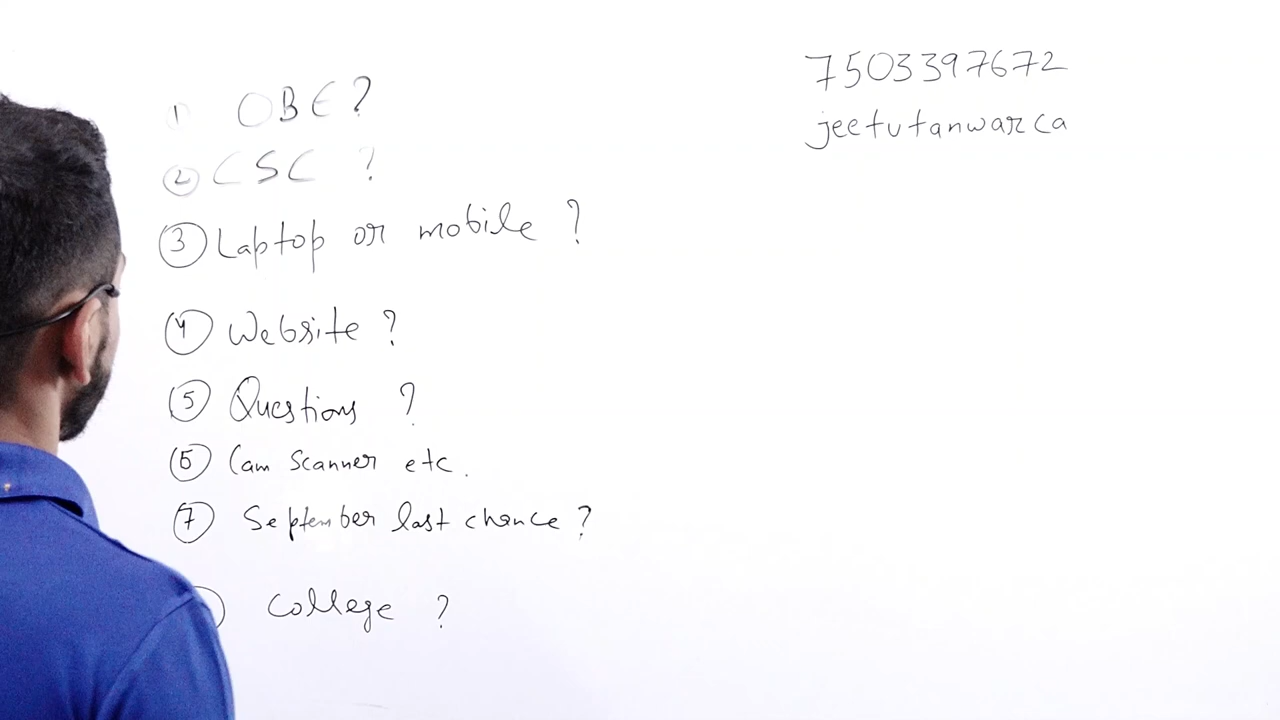 1 OBE?
2 CSC ?
3 Laptop or mobile ?
4 Website ?
5 Questions ?
6 Cam Scanner etc.
7 September last chance ?
College ?
7503397672
jeetutanwarca